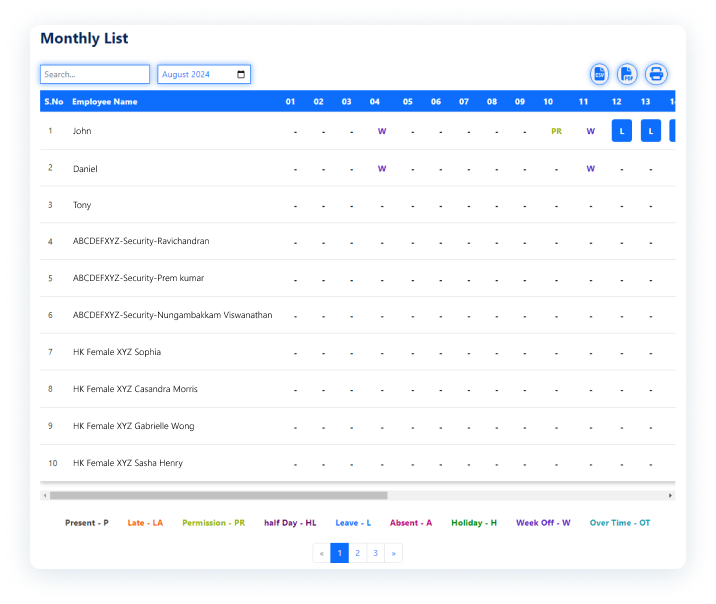 Monthly List
Search... August 2024 CSV PDF
S.No Employee Name 01 02 03 04 05 06 07 08 09 10 11 12 13
1 John - - - W - - - - - PR W L L
2 Daniel - - - W - - - - - - W - -
3 Tony - - - - - - - - - - - - -
4 ABCDEFXYZ-Security-Ravichandran - - - - - - - - - - - - -
5 ABCDEFXYZ-Security-Prem kumar - - - - - - - - - - - - -
6 ABCDEFXYZ-Security-Nungambakkam Viswanathan - - - - - - - - - - - - -
7 HK Female XYZ Sophia - - - - - - - - - - - - -
8 HK Female XYZ Casandra Morris - - - - - - - - - - - - -
9 HK Female XYZ Gabrielle Wong - - - - - - - - - - - - -
10 HK Female XYZ Sasha Henry - - - - - - - - - - - - -
Present - P Late - LA Permission - PR half Day - HL Leave - L Absent - A Holiday - H Week Off - W Over Time - OT
« 1 2 3 »